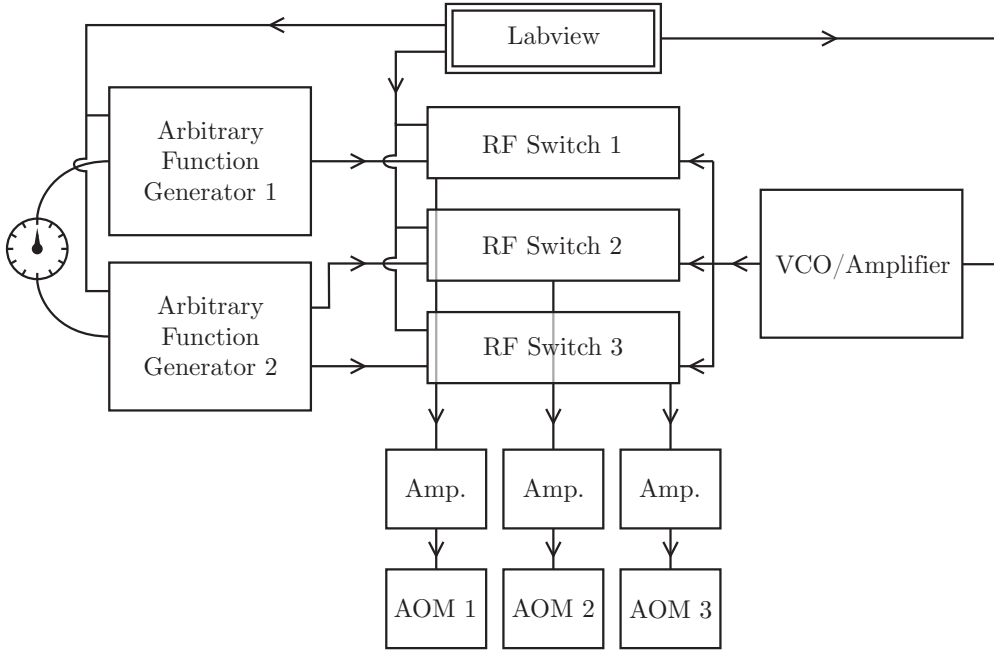 Labview
Arbitrary
Function
Generator 1
RF Switch 1
RF Switch 2
VCO/Amplifier
Arbitrary
Function
Generator 2
RF Switch 3
Amp.
Amp.
Amp.
AOM 1
AOM 2
AOM 3